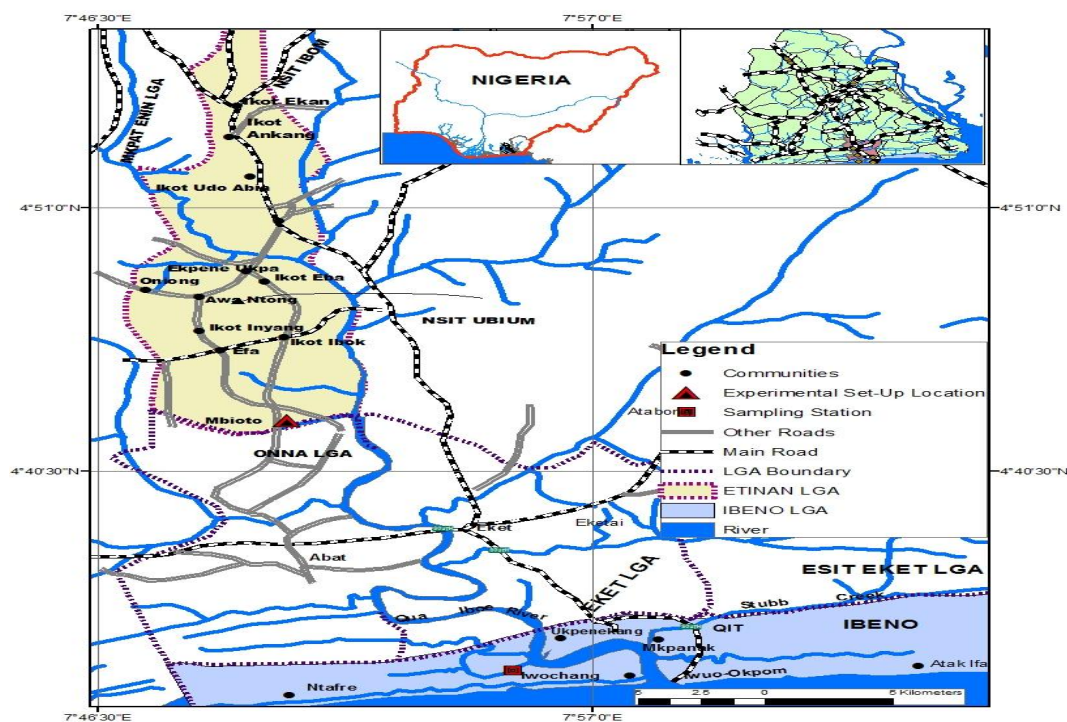 7°46'30"E
7°57'0"E
NSIT IBOM
MKPAT ENIN LGA
NIGERIA
Ikot Ekan
Ikot
Ankang
Ikot Udo Abia
4°51'0"N
4°51'0"N
Ekpene Ukpa
Oniong
Ikot Eba
Awa Ntong
NSIT UBIUM
Ikot Inyang
Ikot Ibok
Efa
Legend
Communities
Experimental Set-Up Location
Sampling Station
Other Roads
Main Road
LGA Boundary
ETINAN LGA
IBENO LGA
River
Atabon
Mbioto
ONNA LGA
4°40'30"N
4°40'30"N
Eket
Eketai
Abat
EKET LGA
ESIT EKET LGA
Stubb Creek
Qua Iboe River
IBENO
QIT
Ukpenekang
Mkpanak
Atak Ifa
Iwuo-Okpom
Iwochang
Ntafre
5 2.5 0 5 Kilometers
7°46'30"E
7°57'0"E